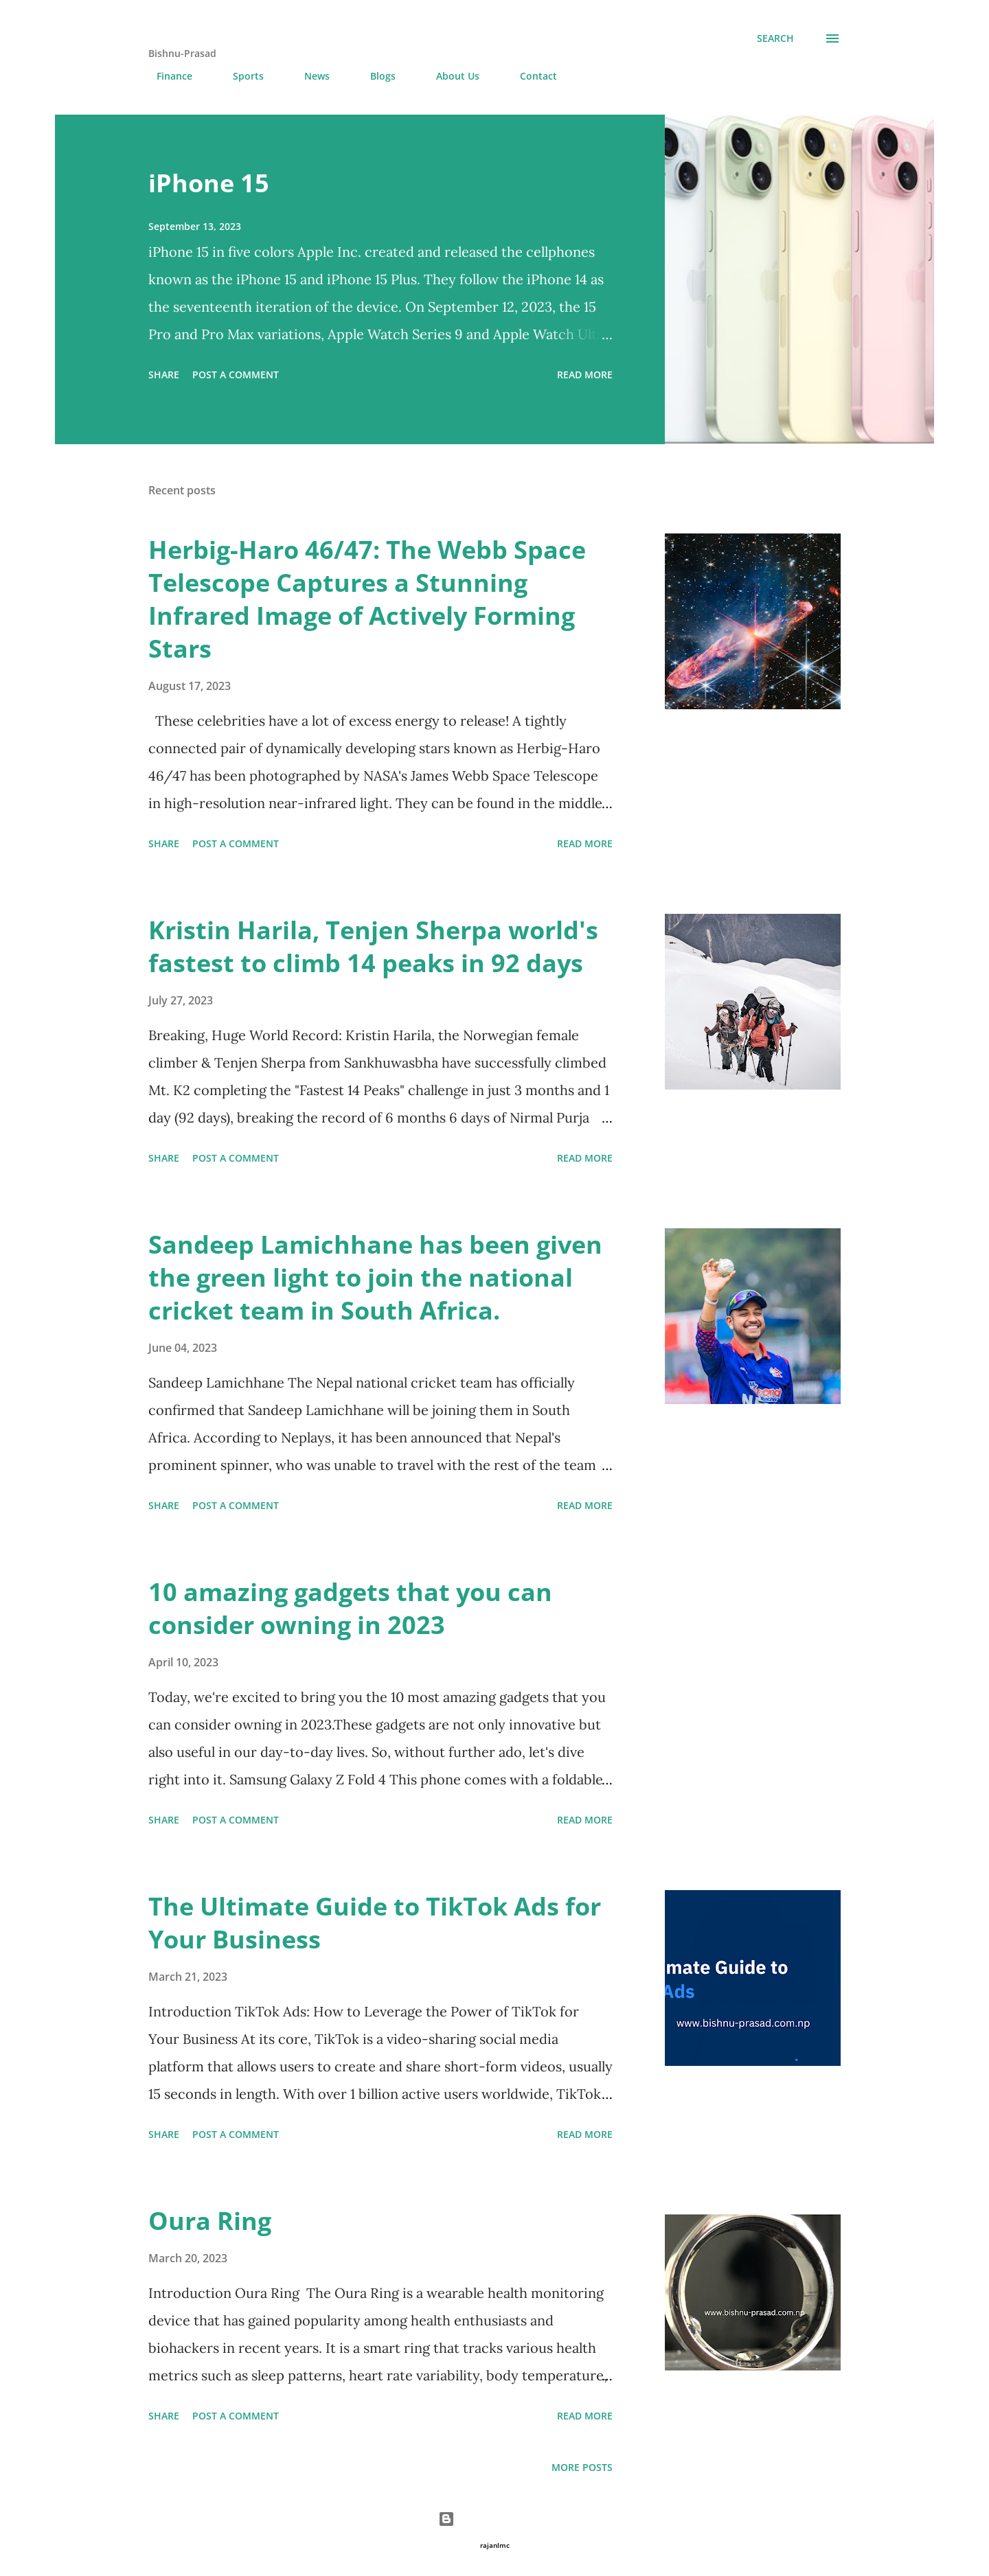 SEARCH
Bishnu-Prasad
Finance
Sports
News
Blogs
About Us
Contact
iPhone 15
September 13, 2023
iPhone 15 in five colors Apple Inc. created and released the cellphones
known as the iPhone 15 and iPhone 15 Plus. They follow the iPhone 14 as
the seventeenth iteration of the device. On September 12, 2023, the 15
Pro and Pro Max variations, Apple Watch Series 9 and Apple Watch Ul…
SHARE
POST A COMMENT
READ MORE
Recent posts
Herbig-Haro 46/47: The Webb Space
Telescope Captures a Stunning
Infrared Image of Actively Forming
Stars
August 17, 2023
These celebrities have a lot of excess energy to release! A tightly
connected pair of dynamically developing stars known as Herbig-Haro
46/47 has been photographed by NASA's James Webb Space Telescope
in high-resolution near-infrared light. They can be found in the middle…
SHARE
POST A COMMENT
READ MORE
Kristin Harila, Tenjen Sherpa world's
fastest to climb 14 peaks in 92 days
July 27, 2023
Breaking, Huge World Record: Kristin Harila, the Norwegian female
climber & Tenjen Sherpa from Sankhuwasbha have successfully climbed
Mt. K2 completing the "Fastest 14 Peaks" challenge in just 3 months and 1
day (92 days), breaking the record of 6 months 6 days of Nirmal Purja …
SHARE
POST A COMMENT
READ MORE
Sandeep Lamichhane has been given
the green light to join the national
cricket team in South Africa.
June 04, 2023
Sandeep Lamichhane The Nepal national cricket team has officially
confirmed that Sandeep Lamichhane will be joining them in South
Africa. According to Neplays, it has been announced that Nepal's
prominent spinner, who was unable to travel with the rest of the team …
SHARE
POST A COMMENT
READ MORE
10 amazing gadgets that you can
consider owning in 2023
April 10, 2023
Today, we're excited to bring you the 10 most amazing gadgets that you
can consider owning in 2023.These gadgets are not only innovative but
also useful in our day-to-day lives. So, without further ado, let's dive
right into it. Samsung Galaxy Z Fold 4 This phone comes with a foldable…
SHARE
POST A COMMENT
READ MORE
The Ultimate Guide to TikTok Ads for
Your Business
March 21, 2023
Introduction TikTok Ads: How to Leverage the Power of TikTok for
Your Business At its core, TikTok is a video-sharing social media
platform that allows users to create and share short-form videos, usually
15 seconds in length. With over 1 billion active users worldwide, TikTok…
SHARE
POST A COMMENT
READ MORE
mate Guide to
Ads
www.bishnu-prasad.com.np
Oura Ring
March 20, 2023
Introduction Oura Ring The Oura Ring is a wearable health monitoring
device that has gained popularity among health enthusiasts and
biohackers in recent years. It is a smart ring that tracks various health
metrics such as sleep patterns, heart rate variability, body temperature,…
SHARE
POST A COMMENT
READ MORE
www.bishnu-prasad.com.np
MORE POSTS
rajanlmc